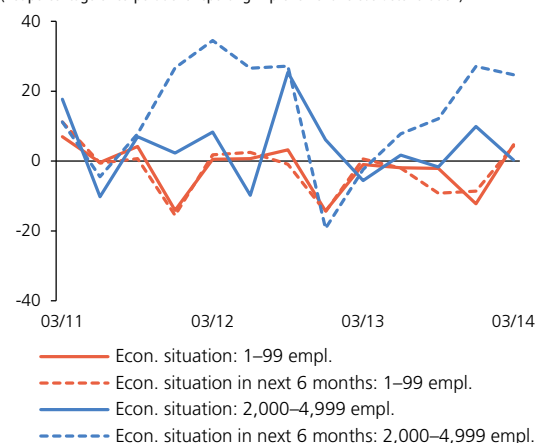 40
20
0
-20
-40
03/11 03/12 03/13 03/14
Econ. situation: 1–99 empl.
Econ. situation in next 6 months: 1–99 empl.
Econ. situation: 2,000–4,999 empl.
Econ. situation in next 6 months: 2,000–4,999 empl.